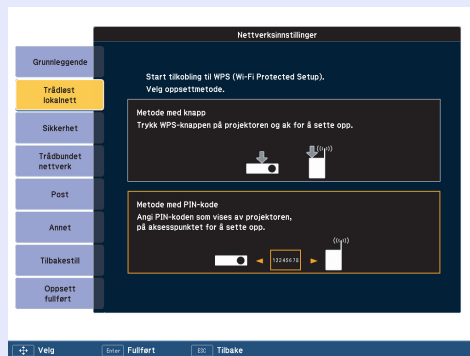 Nettverksinnstillinger
Grunnleggende
Trådløst
lokalnett
Sikkerhet
Trådbundet
nettverk
Post
Annet
Tilbakestill
Oppsett
fullført
Start tilkobling til WPS (Wi-Fi Protected Setup).
Velg oppsettmetode.
Metode med knapp
Trykk WPS-knappen på projektoren og ak for å sette opp.
Metode med PIN-kode
Angi PIN-koden som vises av projektoren,
på aksesspunktet for å sette opp.
12345678
Velg Enter Fullført ESC Tilbake